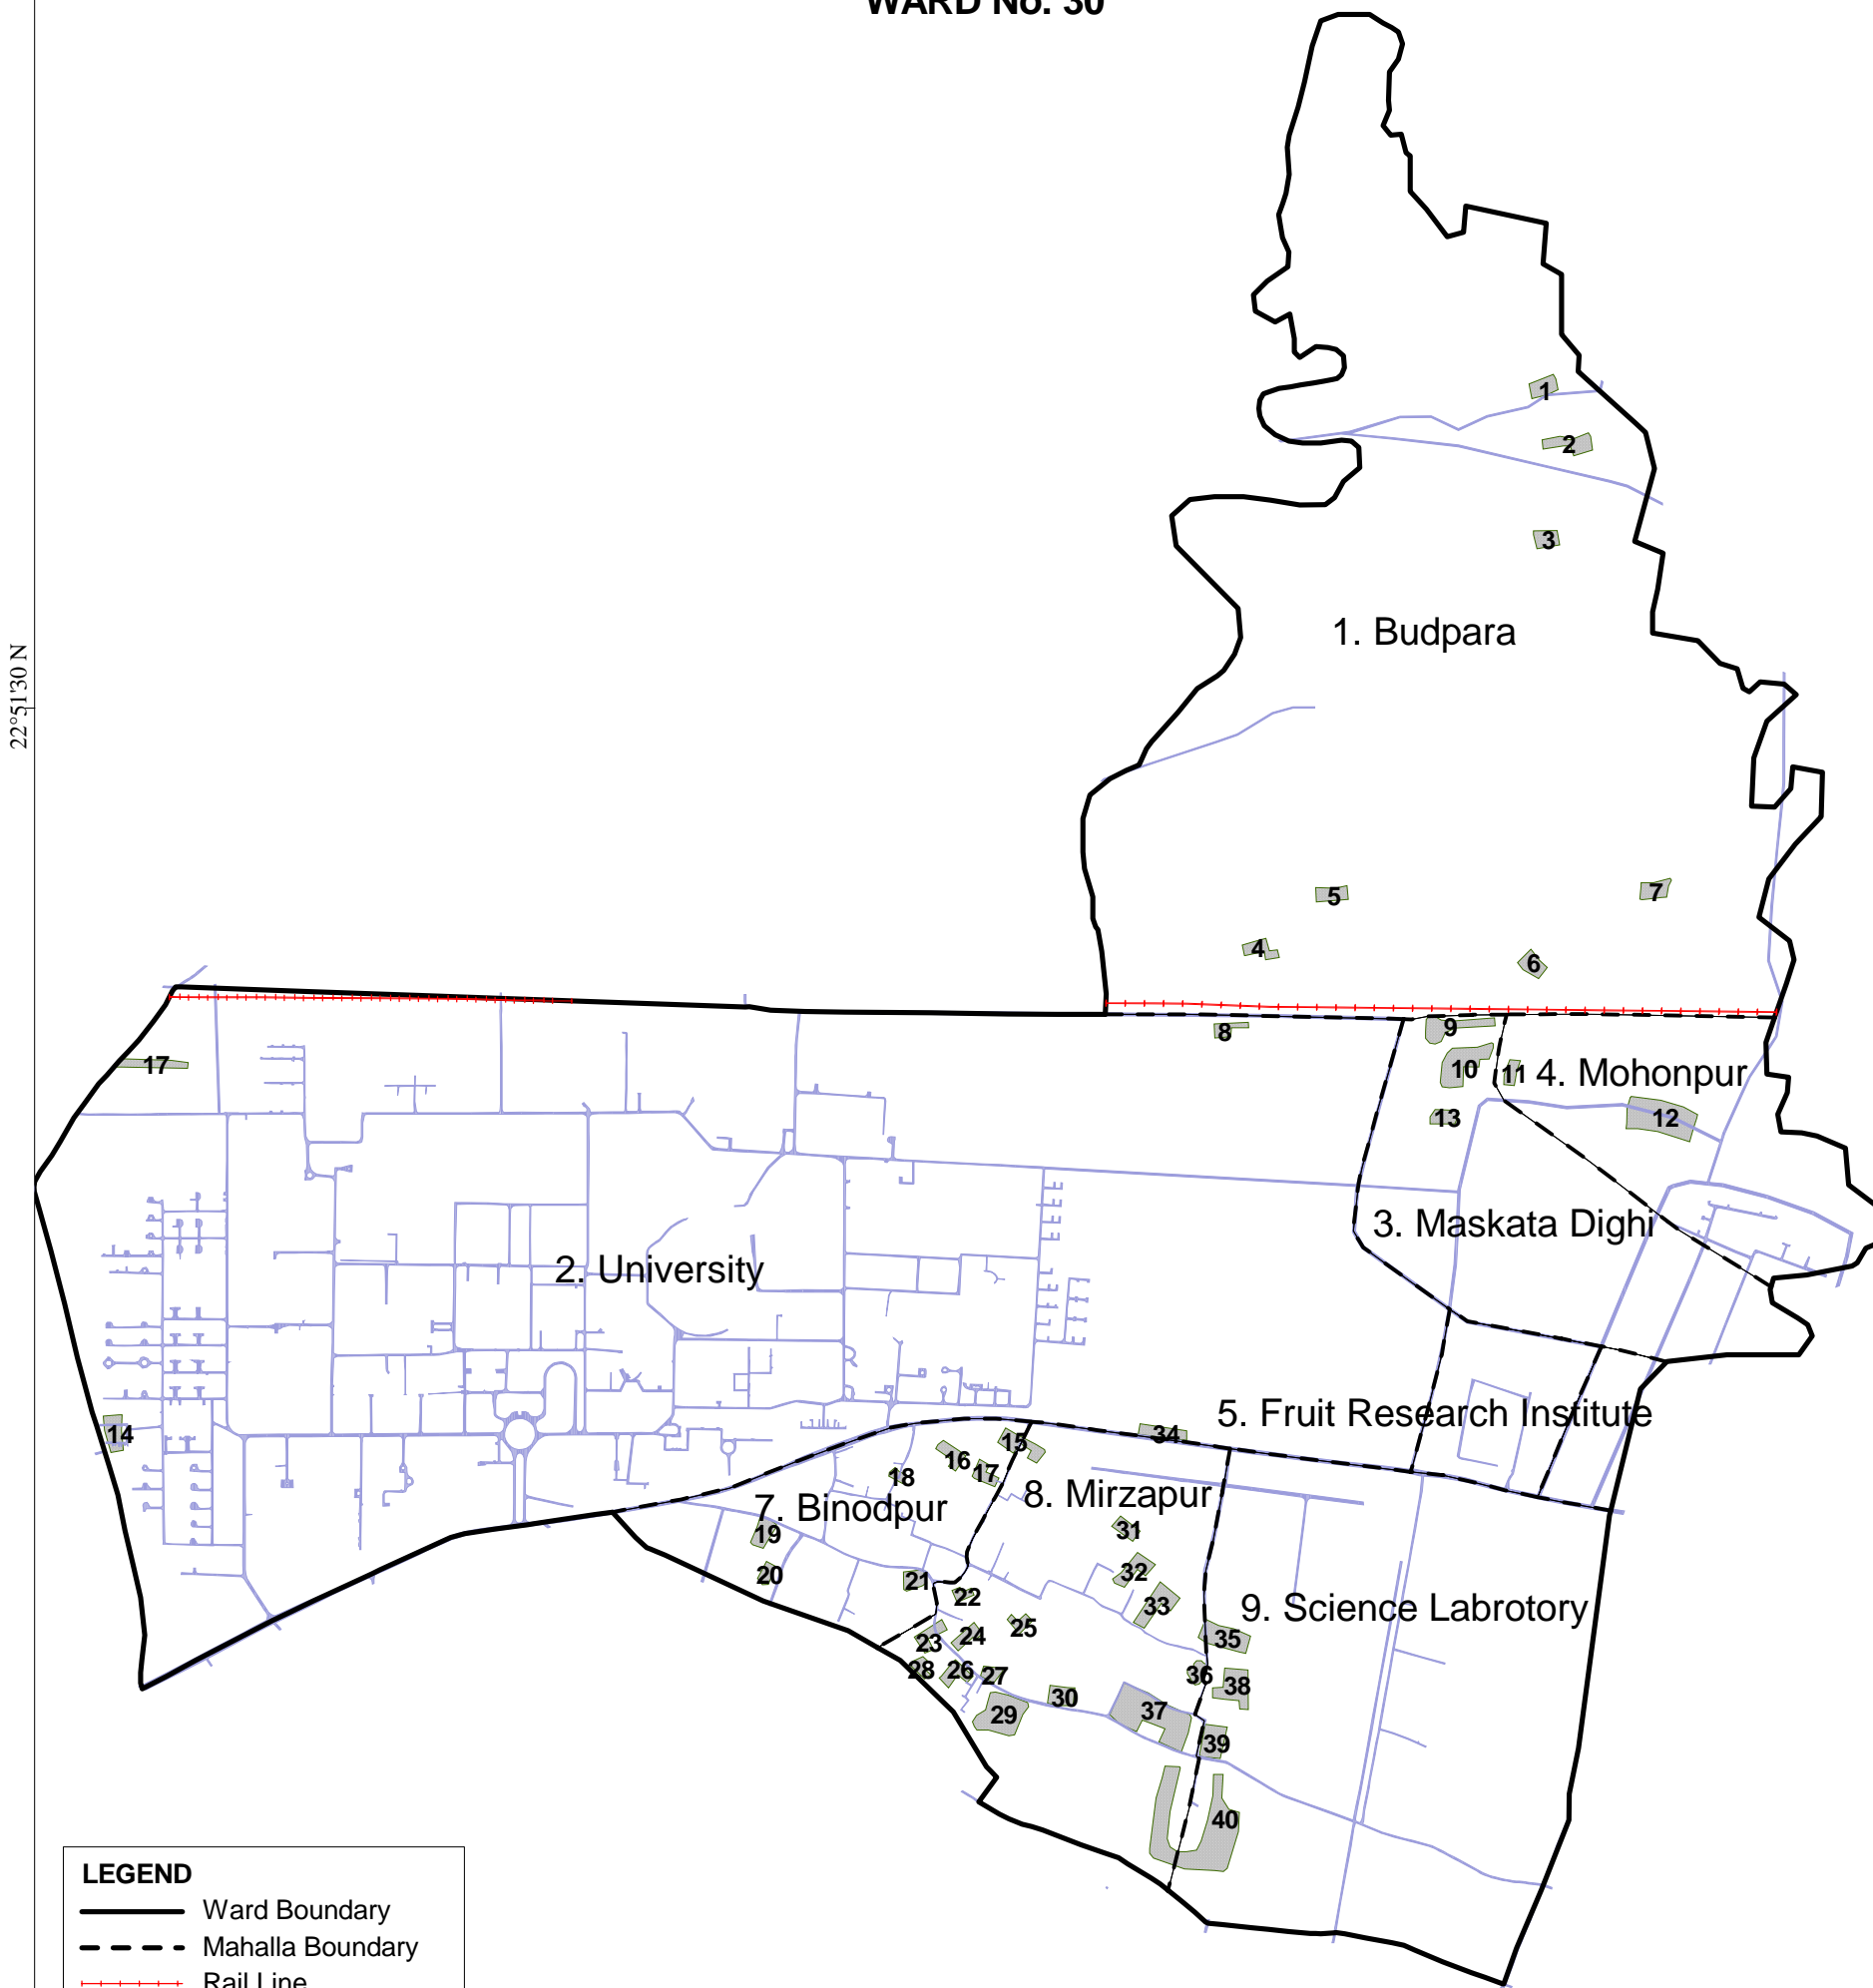 WARD No. 30
1
2
3
1. Budpara
22°51'30 N
5
7
4
6
8
9
17
10
11
4. Mohonpur
13
12
3. Maskata Dighi
2. University
5. Fruit Research Institute
14
34
15
16
17
18
8. Mirzapur
7. Binodpur
31
19
32
20
21
22
33
9. Science Labrotory
25
24
23
35
28
26
27
36
38
30
29
37
39
40
LEGEND
Ward Boundary
Mahalla Boundary
Rail Line